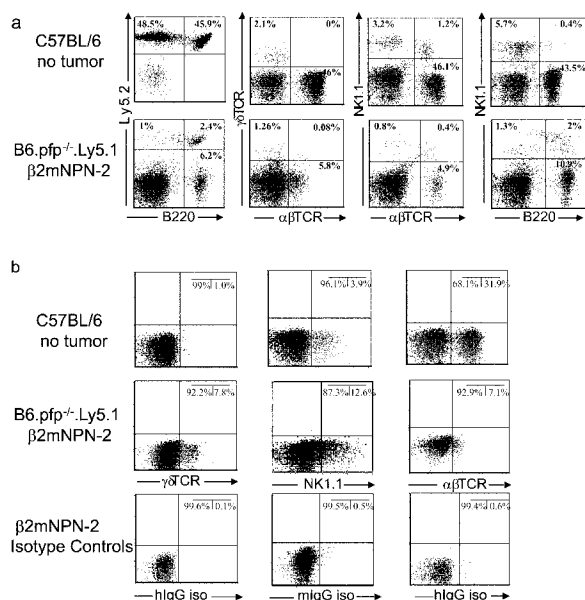 a
C57BL/6
no tumor
48.5% 45.9%
Ly5.2
2.1% 0%
46%
γδTCR
3.2% 1.2%
46.1%
NK1.1
5.7% 0.4%
43.5%
NK1.1
B6.pfp-/-.Ly5.1
β2mNPN-2
1% 2.4%
6.2%
1.26% 0.08%
5.8%
0.8% 0.4%
4.9%
1.3% 2%
10.9%
B220 αβTCR αβTCR B220
b
C57BL/6
no tumor
99% 1.0%
96.1% 3.9%
68.1% 31.9%
B6.pfp-/-.Ly5.1
β2mNPN-2
92.2% 7.8%
87.3% 12.6%
92.9% 7.1%
γδTCR NK1.1 αβTCR
β2mNPN-2
Isotype Controls
99.6% 0.1%
99.5% 0.5%
99.4% 0.6%
hIgG iso mIgG iso hIgG iso